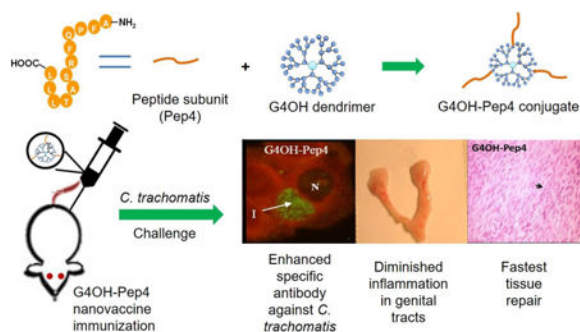 Q P F A —NH₂
F
HOOC
R
L S
L A
L T
+
Peptide subunit
(Pep4)
G4OH dendrimer
G4OH-Pep4 conjugate
C. trachomatis
Challenge
G4OH-Pep4
nanovaccine
immunization
G4OH-Pep4
N
I
G4OH-Pep4
Enhanced
specific
antibody
against C.
trachomatis
Diminished
inflammation
in genital
tracts
Fastest
tissue
repair